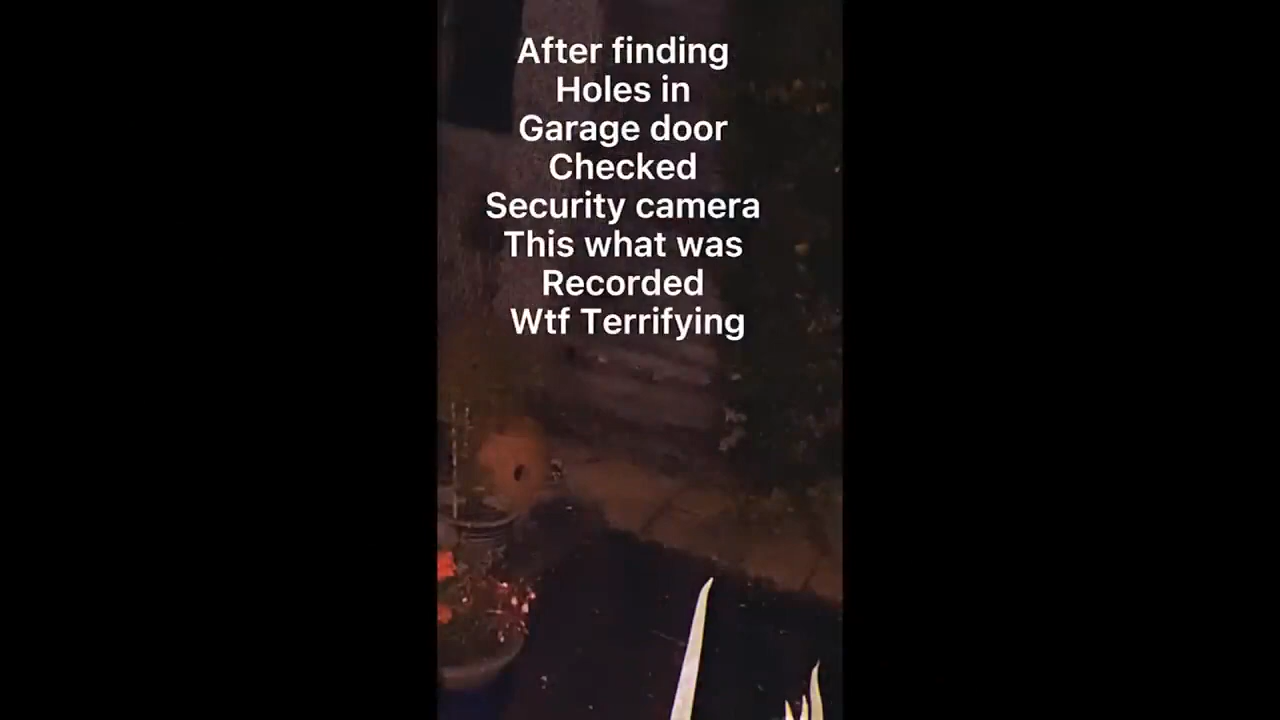 After finding
Holes in
Garage door
Checked
Security camera
This what was
Recorded
Wtf Terrifying